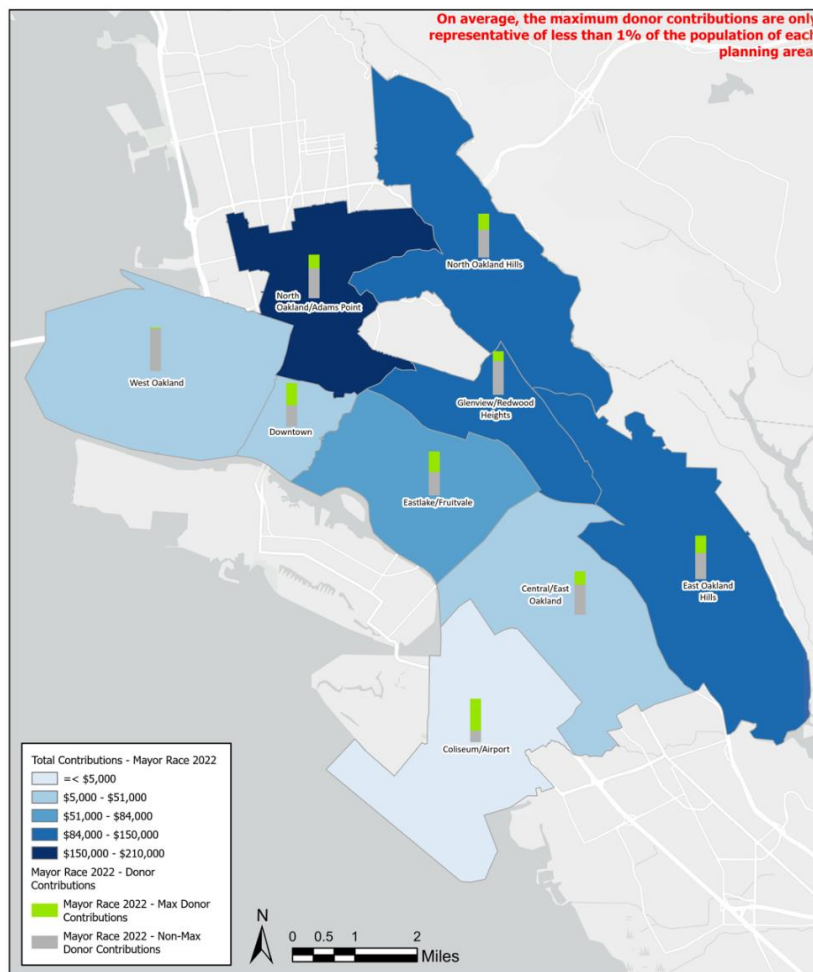 On average, the maximum donor contributions are only
representative of less than 1% of the population of each
planning area
North Oakland Hills
North
Oakland/Adams Point
West Oakland
Glenview/Redwood
Heights
Downtown
Eastlake/Fruitvale
East Oakland
Hills
Central/East
Oakland
Coliseum/Airport
Total Contributions - Mayor Race 2022
=< $5,000
$5,000 - $51,000
$51,000 - $84,000
$84,000 - $150,000
$150,000 - $210,000
Mayor Race 2022 - Donor
Contributions
Mayor Race 2022 - Max Donor
Contributions
Mayor Race 2022 - Non-Max
Donor Contributions
N
0 0.5 1 2
Miles